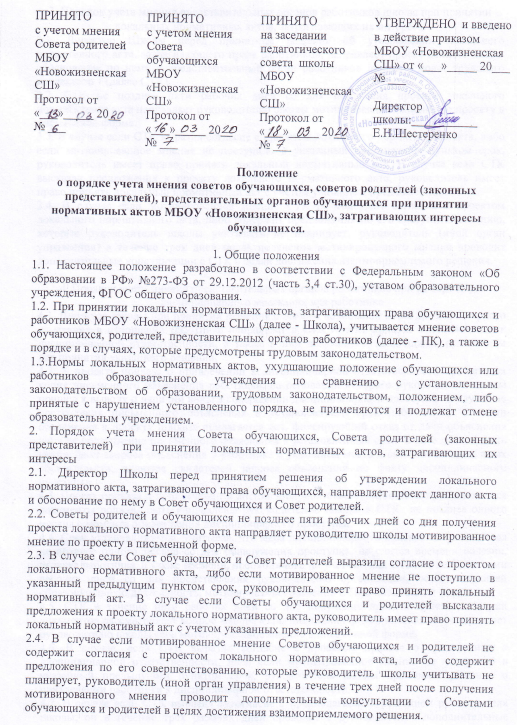 ПРИНЯТО
с учетом мнения
Совета родителей
МБОУ
«Новожизненская
СШ»
Протокол от
«13» 03 2020
№ 6
ПРИНЯТО
с учетом мнения
Совета
обучающихся
МБОУ
«Новожизненская
СШ»
Протокол от
«16» 03 2020
№ 7
ПРИНЯТО
на заседании
педагогического
совета школы
МБОУ
«Новожизненская
СШ»
Протокол от
«18» 03 2020
№ 7
УТВЕРЖДЕНО и введено
в действие приказом
МБОУ «Новожизненская
СШ» от «___»_____ 20___
№ ___
Директор
школы:
Е.Н.Шестеренко
Положение
о порядке учета мнения советов обучающихся, советов родителей (законных
представителей), представительных органов обучающихся при принятии
нормативных актов МБОУ «Новожизненская СШ», затрагивающих интересы
обучающихся.
1. Общие положения
1.1. Настоящее положение разработано в соответствии с Федеральным законом «Об
образовании в РФ» №273-ФЗ от 29.12.2012 (часть 3,4 ст.30), уставом образовательного
учреждения, ФГОС общего образования.
1.2. При принятии локальных нормативных актов, затрагивающих права обучающихся и
работников МБОУ «Новожизненская СШ» (далее - Школа), учитывается мнение советов
обучающихся, родителей, представительных органов работников (далее - ПК), а также в
порядке и в случаях, которые предусмотрены трудовым законодательством.
1.3.Нормы локальных нормативных актов, ухудшающие положение обучающихся или
работников образовательного учреждения по сравнению с установленным
законодательством об образовании, трудовым законодательством, положением, либо
принятые с нарушением установленного порядка, не применяются и подлежат отмене
образовательным учреждением.
2. Порядок учета мнения Совета обучающихся, Совета родителей (законных
представителей) при принятии локальных нормативных актов, затрагивающих их
интересы
2.1. Директор Школы перед принятием решения об утверждении локального
нормативного акта, затрагивающего права обучающихся, направляет проект данного акта
и обоснование по нему в Совет обучающихся и Совет родителей.
2.2. Советы родителей и обучающихся не позднее пяти рабочих дней со дня получения
проекта локального нормативного акта направляет руководителю школы мотивированное
мнение по проекту в письменной форме.
2.3. В случае если Совет обучающихся и Совет родителей выразили согласие с проектом
локального нормативного акта, либо если мотивированное мнение не поступило в
указанный предыдущим пунктом срок, руководитель имеет право принять локальный
нормативный акт. В случае если Советы обучающихся и родителей высказали
предложения к проекту локального нормативного акта, руководитель имеет право принять
локальный нормативный акт с учетом указанных предложений.
2.4. В случае если мотивированное мнение Советов обучающихся и родителей не
содержит согласия с проектом локального нормативного акта, либо содержит
предложения по его совершенствованию, которые руководитель школы учитывать не
планирует, руководитель (иной орган управления) в течение трех дней после получения
мотивированного мнения проводит дополнительные консультации с Советами
обучающихся и родителей в целях достижения взаимоприемлемого решения.